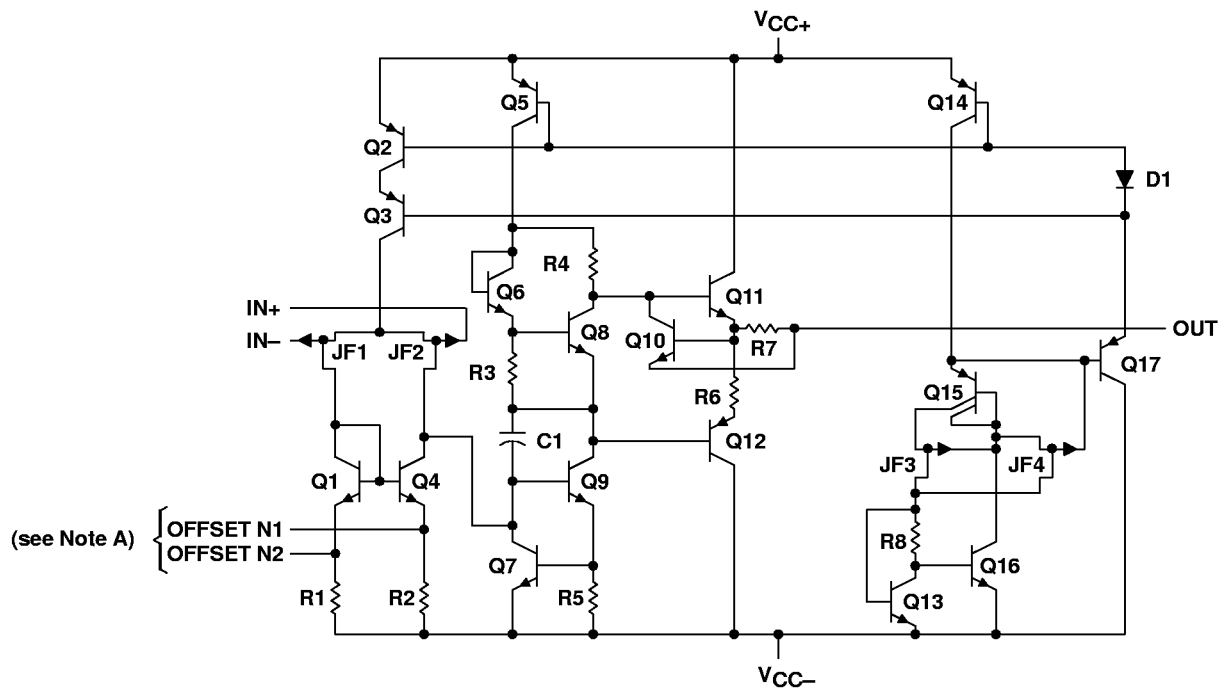 VCC+
Q5
Q14
Q2
D1
Q3
R4
Q6
Q11
IN+
Q8
Q10
OUT
IN–
JF1
JF2
R7
Q17
R3
R6
Q15
C1
Q12
JF3
JF4
Q1
Q4
Q9
(see Note A)
OFFSET N1
OFFSET N2
R8
Q7
Q16
R1
R2
R5
Q13
VCC–